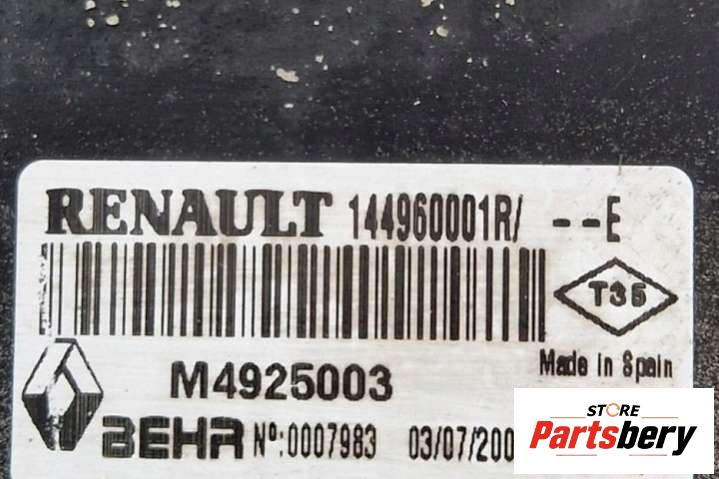 RENAULT 144960001R/ --E
T35
M4925003
Made in Spain
BEHR Nº:0007983 03/07/200
STORE
Partsbery